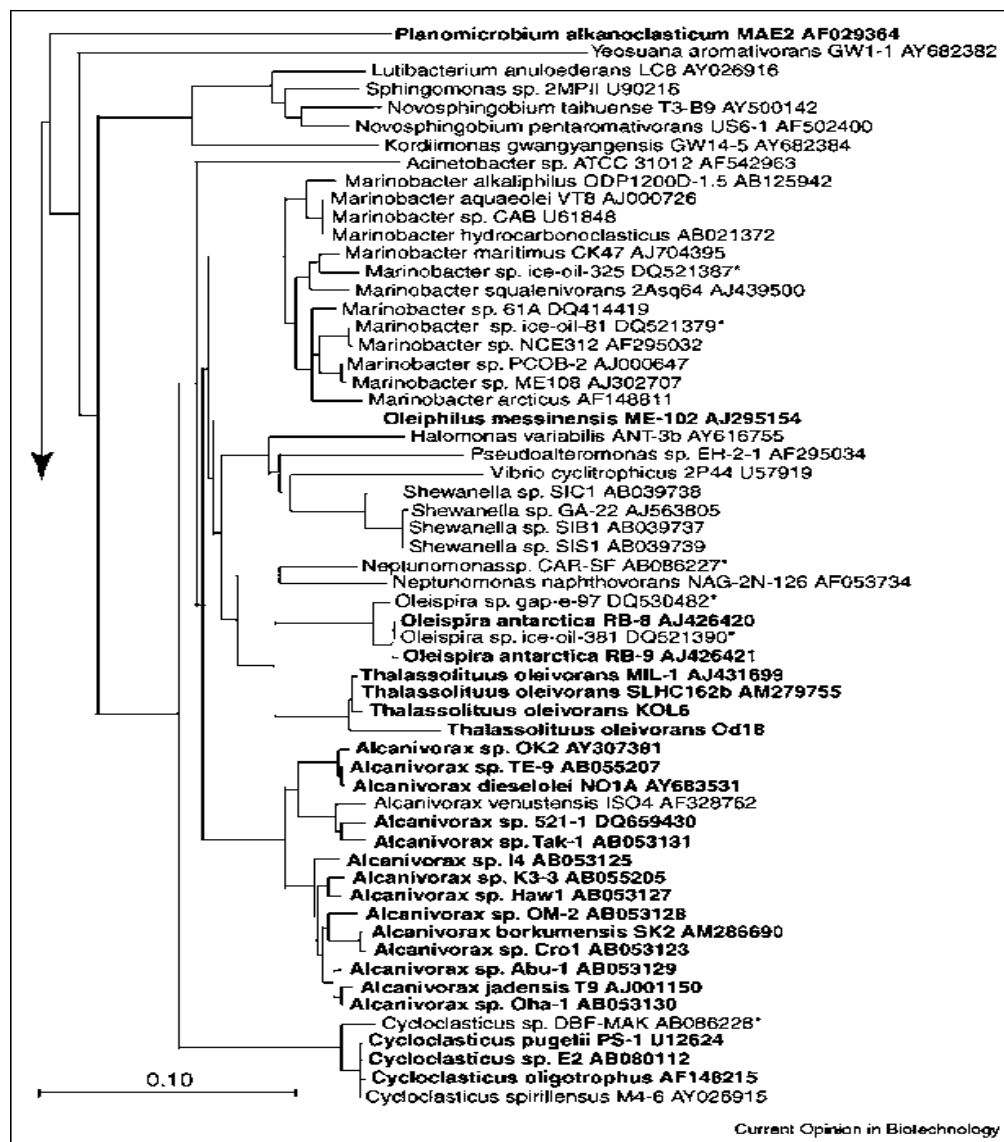 Planomicrobium alkanoclasticum MAE2 AF029364
Yeosuana aromativorans GW1-1 AY682382
Lutibacterium anuloederans LC8 AY026916
Sphingomonas sp. 2MPII U90216
Novosphingobium taihuense T3-B9 AY500142
Novosphingobium pentaromativorans US6-1 AF502400
Kordiimonas gwangyangensis GW14-5 AY682384
Acinetobacter sp. ATCC 31012 AF542963
Marinobacter alkaliphilus ODP1200D-1.5 AB125942
Marinobacter aquaeolei VT8 AJ000726
Marinobacter sp. CAB U61848
Marinobacter hydrocarbonoclasticus AB021372
Marinobacter maritimus CK47 AJ704395
Marinobacter sp. ice-oil-325 DQ521387*
Marinobacter squalenivorans 2Asq64 AJ439500
Marinobacter sp. 61A DQ414419
Marinobacter sp. ice-oil-81 DQ521379*
Marinobacter sp. NCE312 AF295032
Marinobacter sp. PCOB-2 AJ000647
Marinobacter sp. ME108 AJ302707
Marinobacter arcticus AF148811
Oleiphilus messinensis ME-102 AJ295154
Halomonas variabilis ANT-3b AY616755
Pseudoalteromonas sp. EH-2-1 AF295034
Vibrio cyclitrophicus 2P44 U57919
Shewanella sp. SIC1 AB039738
Shewanella sp. GA-22 AJ563805
Shewanella sp. SIB1 AB039737
Shewanella sp. SIS1 AB039739
Neptunomonassp. CAR-SF AB086227*
Neptunomonas naphthovorans NAG-2N-126 AF053734
Oleispira sp. gap-e-97 DQ530482*
Oleispira antarctica RB-8 AJ426420
Oleispira sp. ice-oil-381 DQ521390*
Oleispira antarctica RB-9 AJ426421
Thalassolituus oleivorans MIL-1 AJ431699
Thalassolituus oleivorans SLHC162b AM279755
Thalassolituus oleivorans KOL6
Thalassolituus oleivorans Od18
Alcanivorax sp. OK2 AY307381
Alcanivorax sp. TE-9 AB055207
Alcanivorax dieselolei NO1A AY683531
Alcanivorax venustensis ISO4 AF328762
Alcanivorax sp. 521-1 DQ659430
Alcanivorax sp. Tak-1 AB053131
Alcanivorax sp. I4 AB053125
Alcanivorax sp. K3-3 AB055205
Alcanivorax sp. Haw1 AB053127
Alcanivorax sp. OM-2 AB053128
Alcanivorax borkumensis SK2 AM286690
Alcanivorax sp. Cro1 AB053123
Alcanivorax sp. Abu-1 AB053129
Alcanivorax jadensis T9 AJ001150
Alcanivorax sp. Oha-1 AB053130
Cycloclasticus sp. DBF-MAK AB086228*
Cycloclasticus pugetii PS-1 U12624
Cycloclasticus sp. E2 AB080112
Cycloclasticus oligotrophus AF148215
Cycloclasticus spirillensus M4-6 AY026915
0.10
Current Opinion in Biotechnology